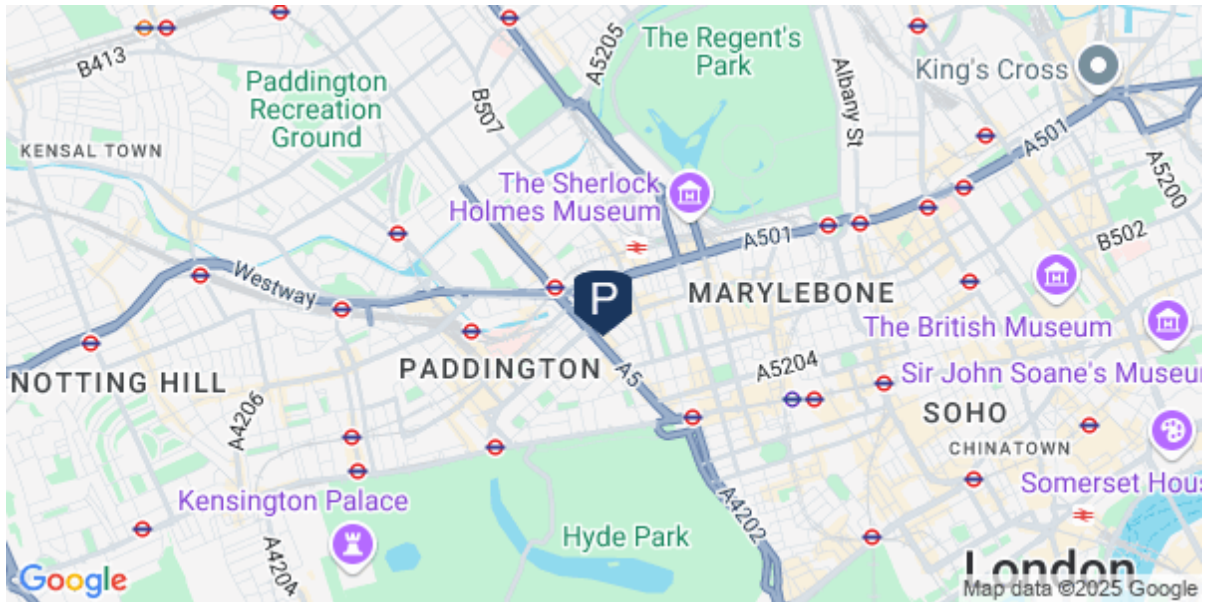 The Regent's
Park
A5205
B413
King's Cross
Albany St
Paddington
Recreation
Ground
B507
A501
KENSAL TOWN
A5200
The Sherlock
Holmes Museum
A501
B502
Westway
P
MARYLEBONE
The British Museum
PADDINGTON
A5
A5204
Sir John Soane's Museu
NOTTING HILL
A4206
SOHO
CHINATOWN
Kensington Palace
Somerset Hous
A4202
Hyde Park
A4204
London
Google
Map data ©2025 Google